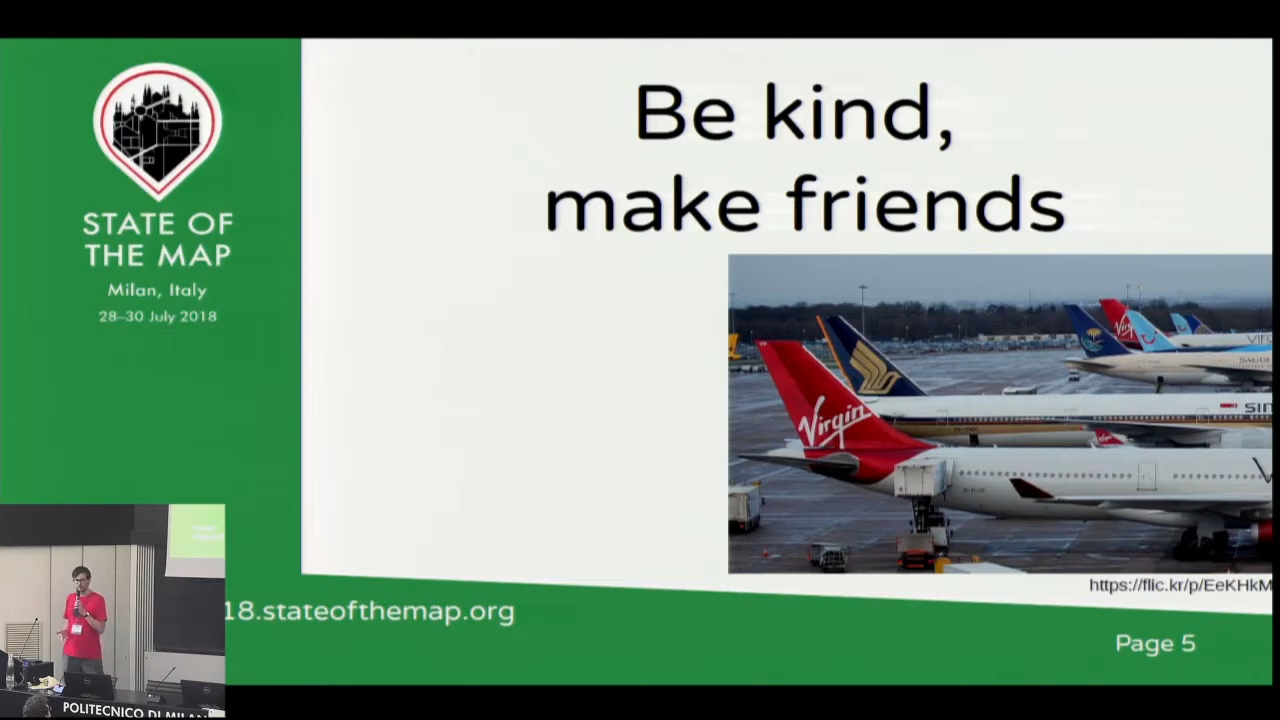 Be kind,
make friends
STATE OF
THE MAP
Milan, Italy
28–30 July 2018
Virgin
https://flic.kr/p/EeKHkM
18.stateofthemap.org
Page 5
POLITECNICO DI MILAN